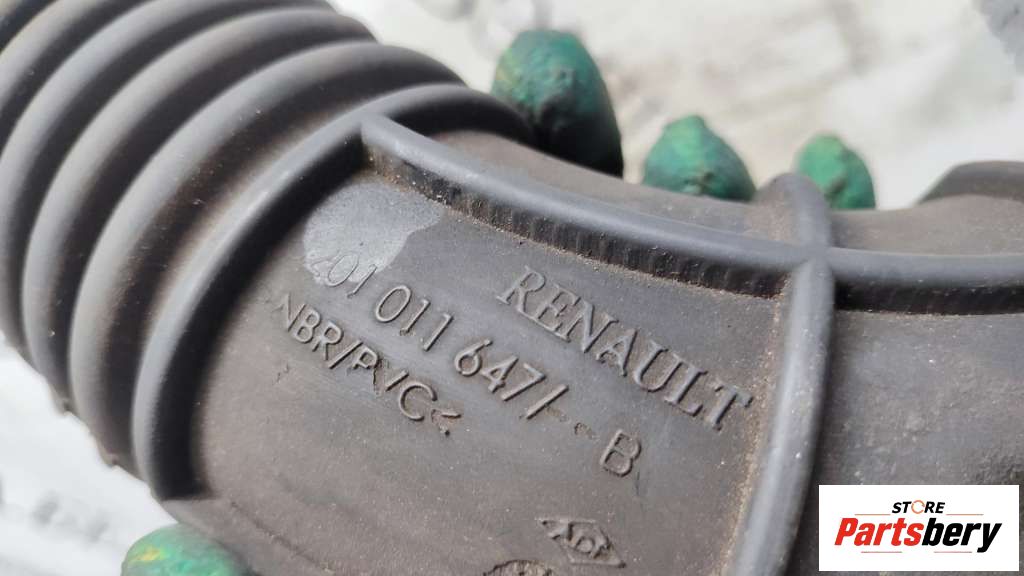 RENAULT
8201 011 647/--B
>NBR/PVC<
STORE
Partsbery